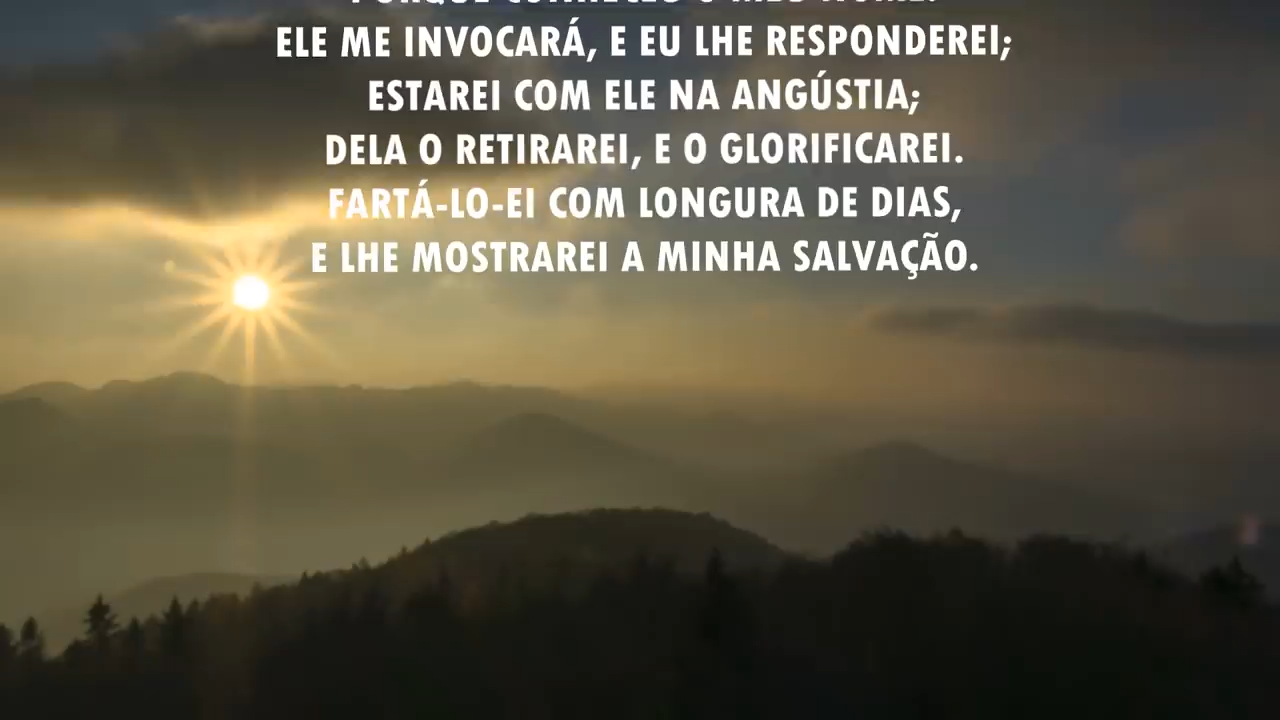 ELE ME INVOCARÁ, E EU LHE RESPONDEREI;
ESTAREI COM ELE NA ANGÚSTIA;
DELA O RETIRAREI, E O GLORIFICAREI.
FARTÁ-LO-EI COM LONGURA DE DIAS,
E LHE MOSTRAREI A MINHA SALVAÇÃO.